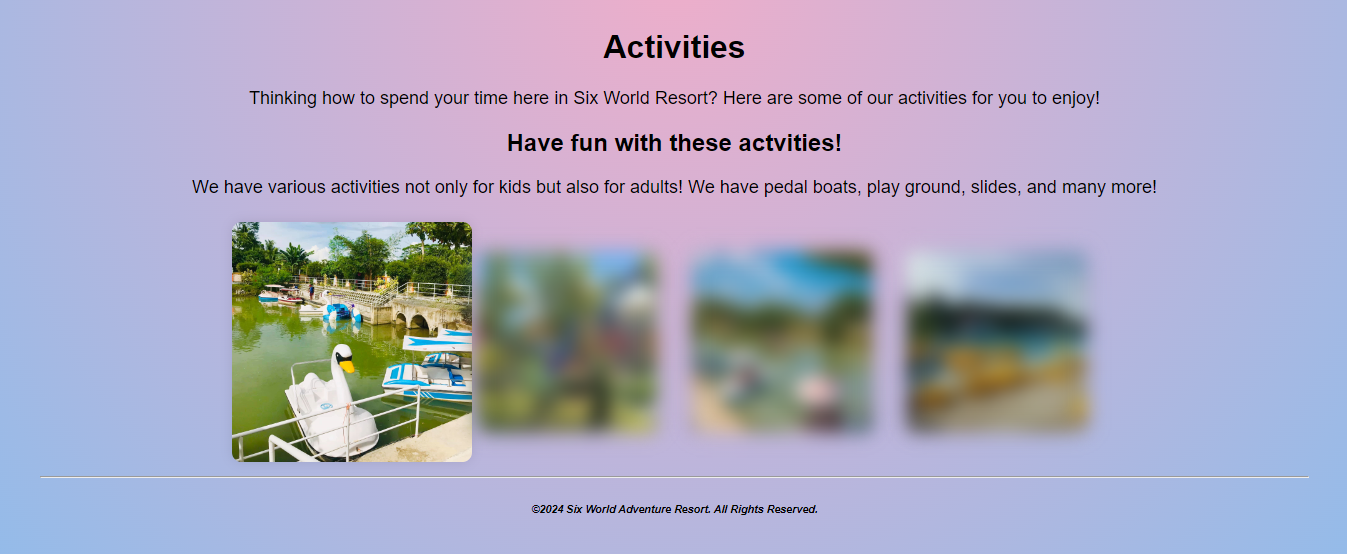 Activities
Thinking how to spend your time here in Six World Resort? Here are some of our activities for you to enjoy!
Have fun with these actvities!
We have various activities not only for kids but also for adults! We have pedal boats, play ground, slides, and many more!
©2024 Six World Adventure Resort. All Rights Reserved.